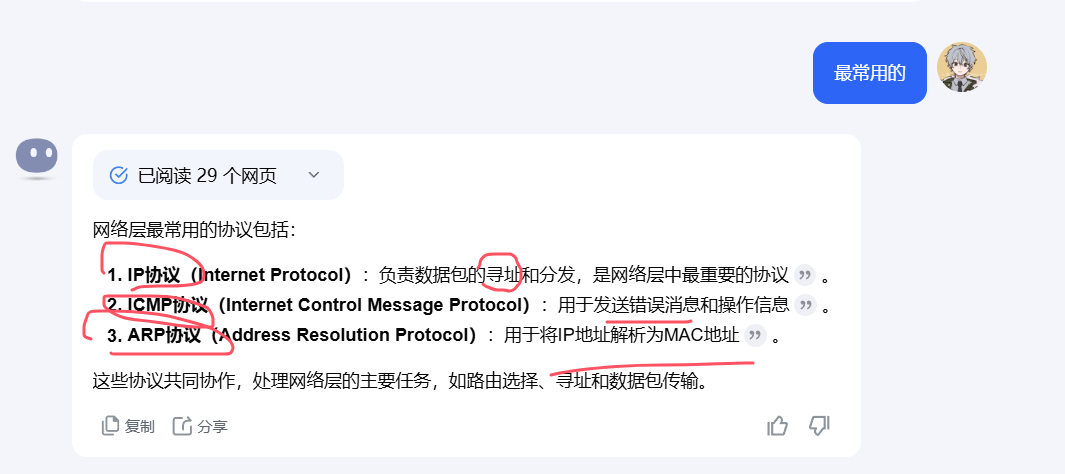 最常用的
已阅读 29 个网页
网络层最常用的协议包括：
1. IP协议（Internet Protocol）：负责数据包的寻址和分发，是网络层中最重要的协议 ” 。
2. ICMP协议（Internet Control Message Protocol）：用于发送错误消息和操作信息 ” 。
3. ARP协议（Address Resolution Protocol）：用于将IP地址解析为MAC地址 ” 。
这些协议共同协作，处理网络层的主要任务，如路由选择、寻址和数据包传输。
复制 分享